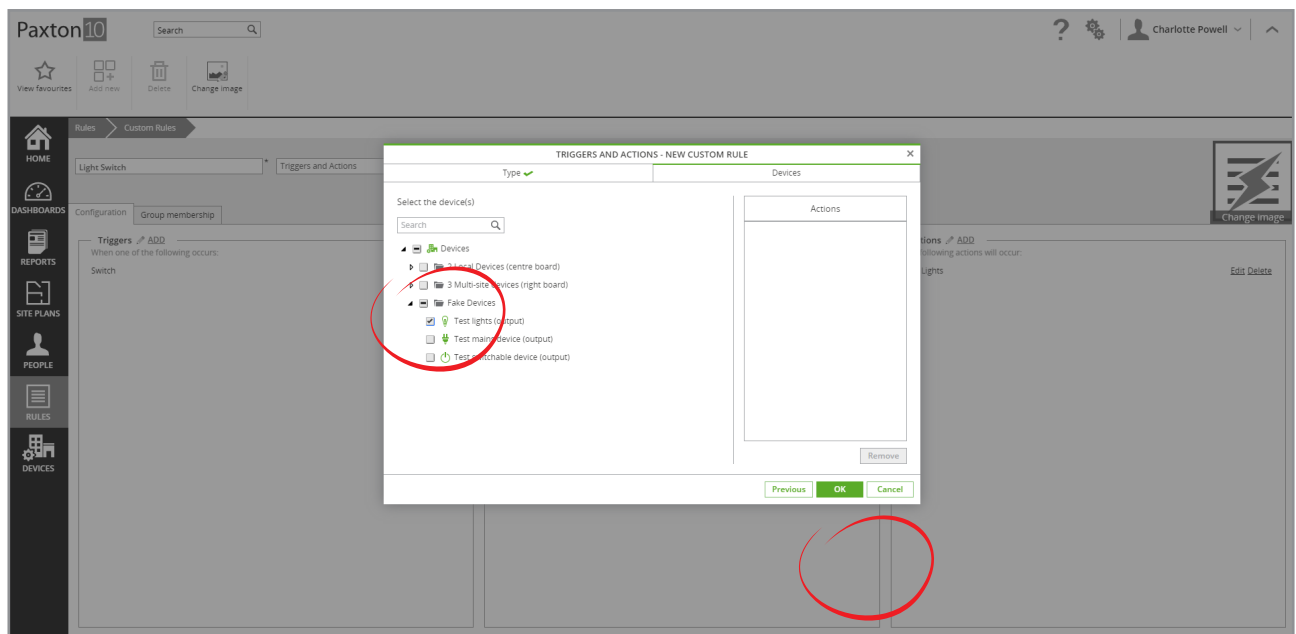 Paxton10
Search
Charlotte Powell
View favourites
Add new
Delete
Change image
Rules
Custom Rules
HOME
DASHBOARDS
REPORTS
SITE PLANS
PEOPLE
RULES
DEVICES
Light Switch
*
Triggers and Actions
Change image
Configuration
Group membership
Triggers ADD
When one of the following occurs:
Switch
tions ADD
following actions will occur:
Lights
Edit Delete
TRIGGERS AND ACTIONS - NEW CUSTOM RULE
Type
Devices
Select the device(s)
Search
Devices
2 Local Devices (centre board)
3 Multi-site devices (right board)
Fake Devices
Test lights (output)
Test mains device (output)
Test switchable device (output)
Actions
Remove
Previous
OK
Cancel